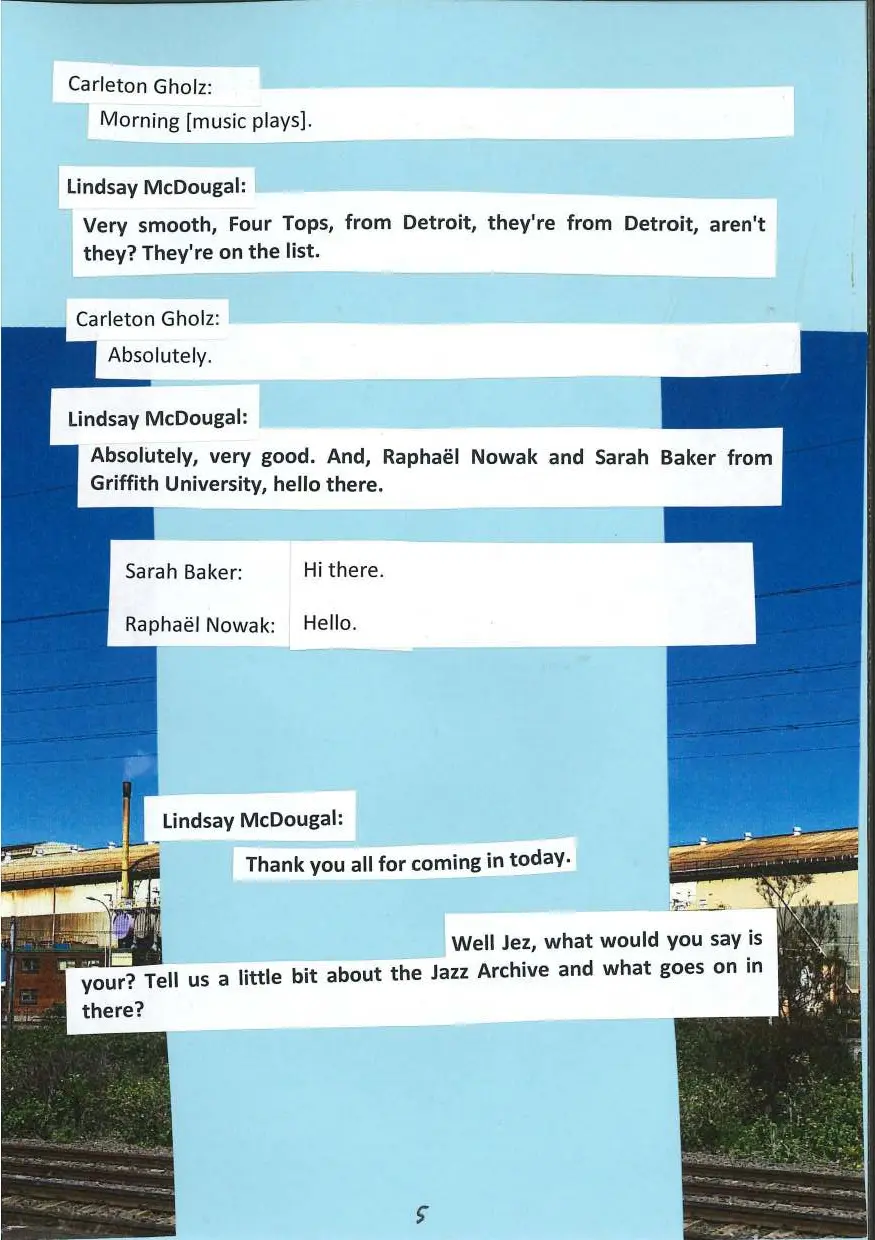 Carleton Gholz:
Morning [music plays].
Lindsay McDougal:
Very smooth, Four Tops, from Detroit, they're from Detroit, aren't
they? They're on the list.
Carleton Gholz:
Absolutely.
Lindsay McDougal:
Absolutely, very good. And, Raphaël Nowak and Sarah Baker from
Griffith University, hello there.
Sarah Baker: Hi there.
Raphaël Nowak: Hello.
Lindsay McDougal:
Thank you all for coming in today.
Well Jez, what would you say is
your? Tell us a little bit about the Jazz Archive and what goes on in
there?
5